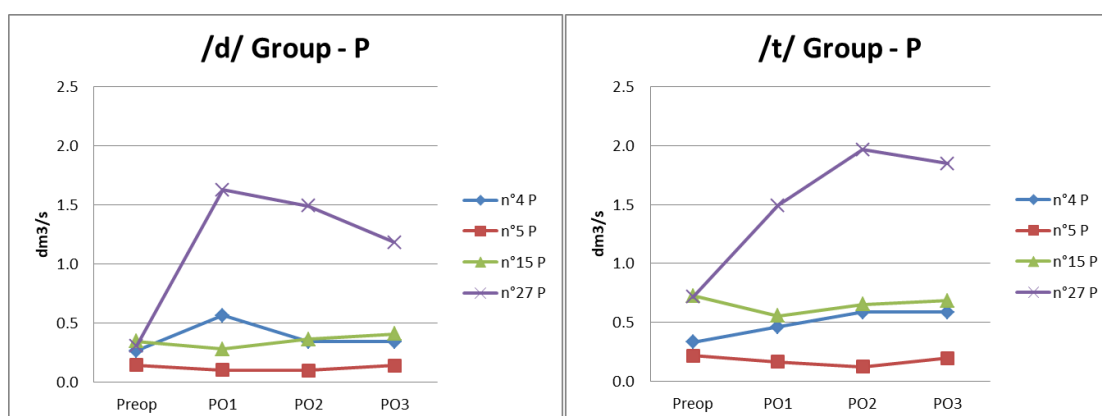 /d/ Group - P
2.5
2.0
1.5
1.0
0.5
0.0
dm3/s
Preop PO1 PO2 PO3
n°4 P
n°5 P
n°15 P
n°27 P
/t/ Group - P
2.5
2.0
1.5
1.0
0.5
0.0
dm3/s
Preop PO1 PO2 PO3
n°4 P
n°5 P
n°15 P
n°27 P